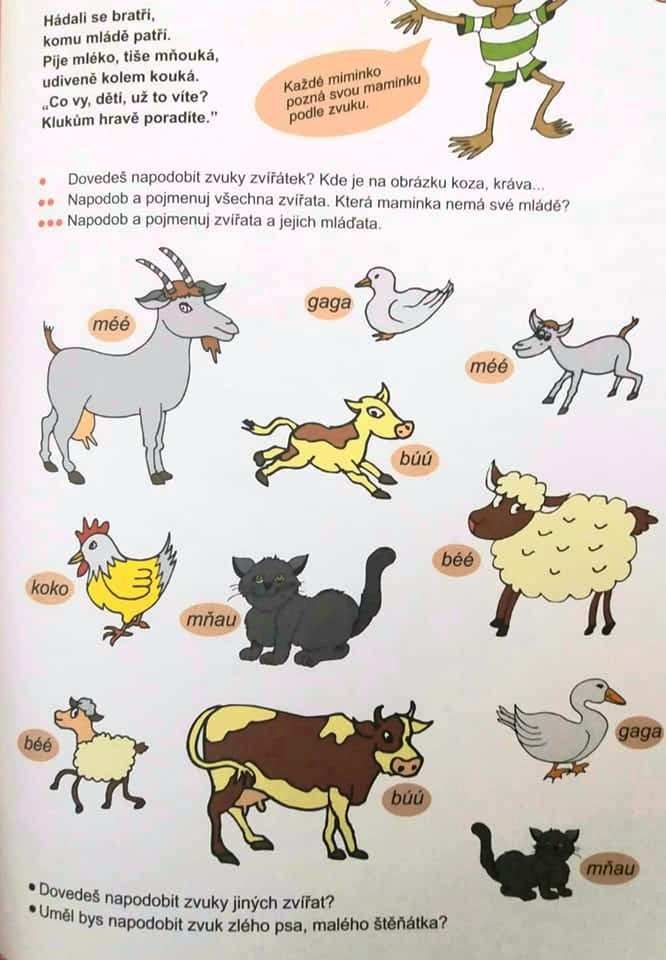 Hádali se bratři,
komu mládě patří.
Pije mléko, tiše mňouká,
udiveně kolem kouká.
„Co vy, děti, už to víte?
Klukům hravě poradíte.”
Každé miminko
pozná svou maminku
podle zvuku.
• Dovedeš napodobit zvuky zvířátek? Kde je na obrázku koza, kráva...
•• Napodob a pojmenuj všechna zvířata. Která maminka nemá své mládě?
••• Napodob a pojmenuj zvířata a jejich mláďata.
méé
gaga
méé
búú
béé
koko
mňau
béé
gaga
búú
mňau
• Dovedeš napodobit zvuky jiných zvířat?
• Uměl bys napodobit zvuk zlého psa, malého štěňátka?